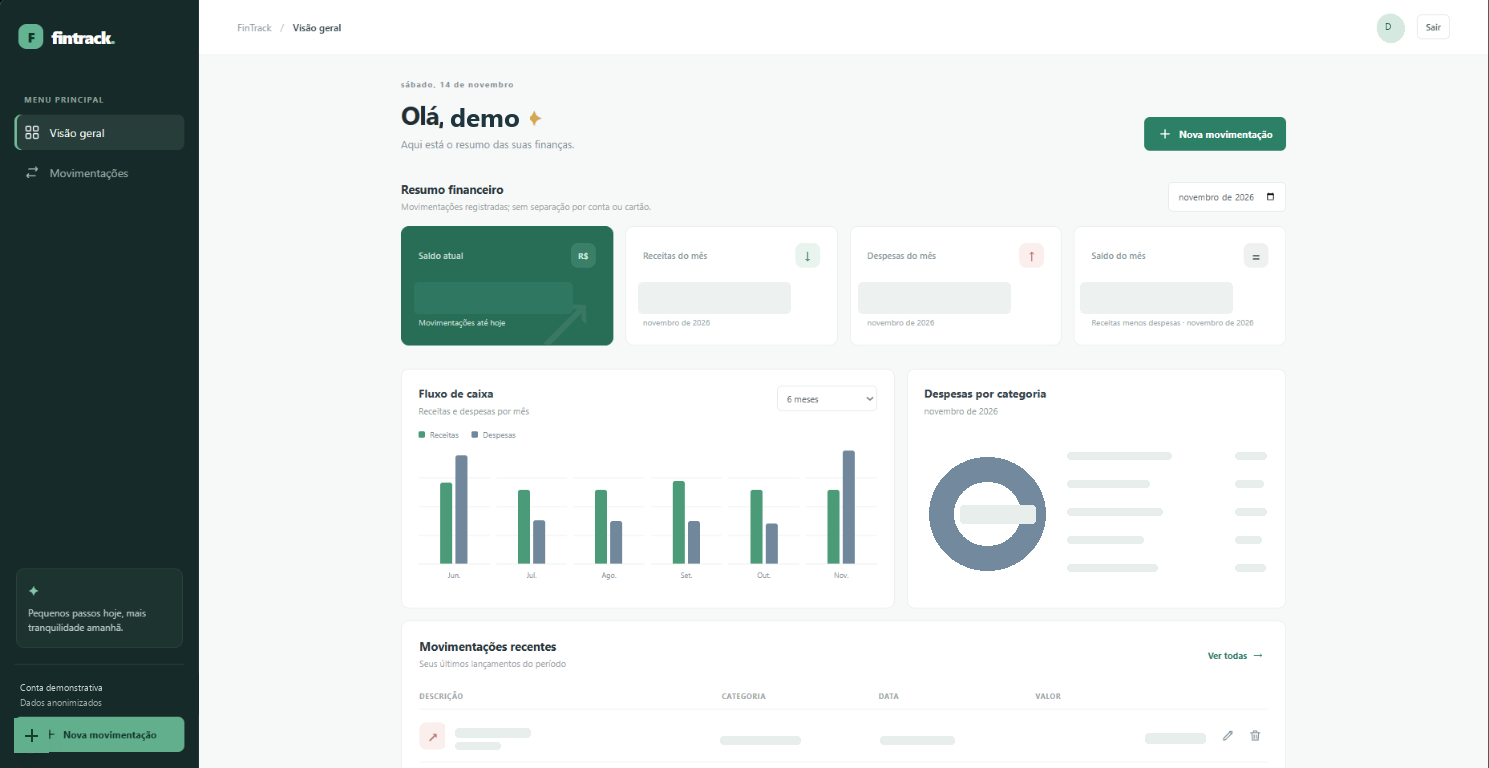 F fintrack.
FinTrack / Visão geral
D
Sair
MENU PRINCIPAL
Visão geral
Movimentações
sábado, 14 de novembro
Olá, demo
Aqui está o resumo das suas finanças.
+ Nova movimentação
Resumo financeiro
Movimentações registradas; sem separação por conta ou cartão.
novembro de 2026
Saldo atual
R$
Movimentações até hoje
Receitas do mês
↓
novembro de 2026
Despesas do mês
↑
novembro de 2026
Saldo do mês
=
Receitas menos despesas · novembro de 2026
Fluxo de caixa
Receitas e despesas por mês
6 meses
Receitas
Despesas
Jun. Jul. Ago. Set. Out. Nov.
Despesas por categoria
novembro de 2026
Movimentações recentes
Seus últimos lançamentos do período
Ver todas →
DESCRIÇÃO CATEGORIA DATA VALOR
Pequenos passos hoje, mais
tranquilidade amanhã.
Conta demonstrativa
Dados anonimizados
+ Nova movimentação